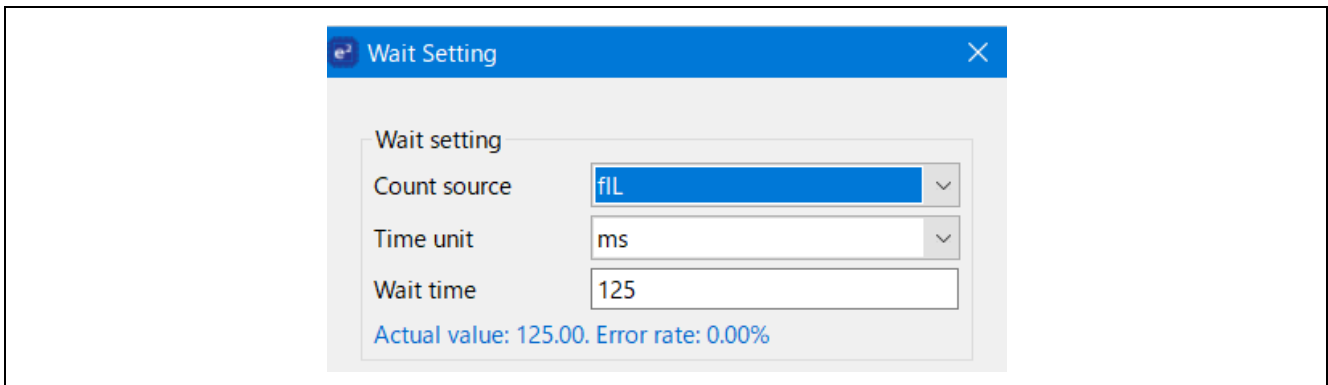 e² Wait Setting
Wait setting
Count source fIL
Time unit ms
Wait time 125
Actual value: 125.00. Error rate: 0.00%